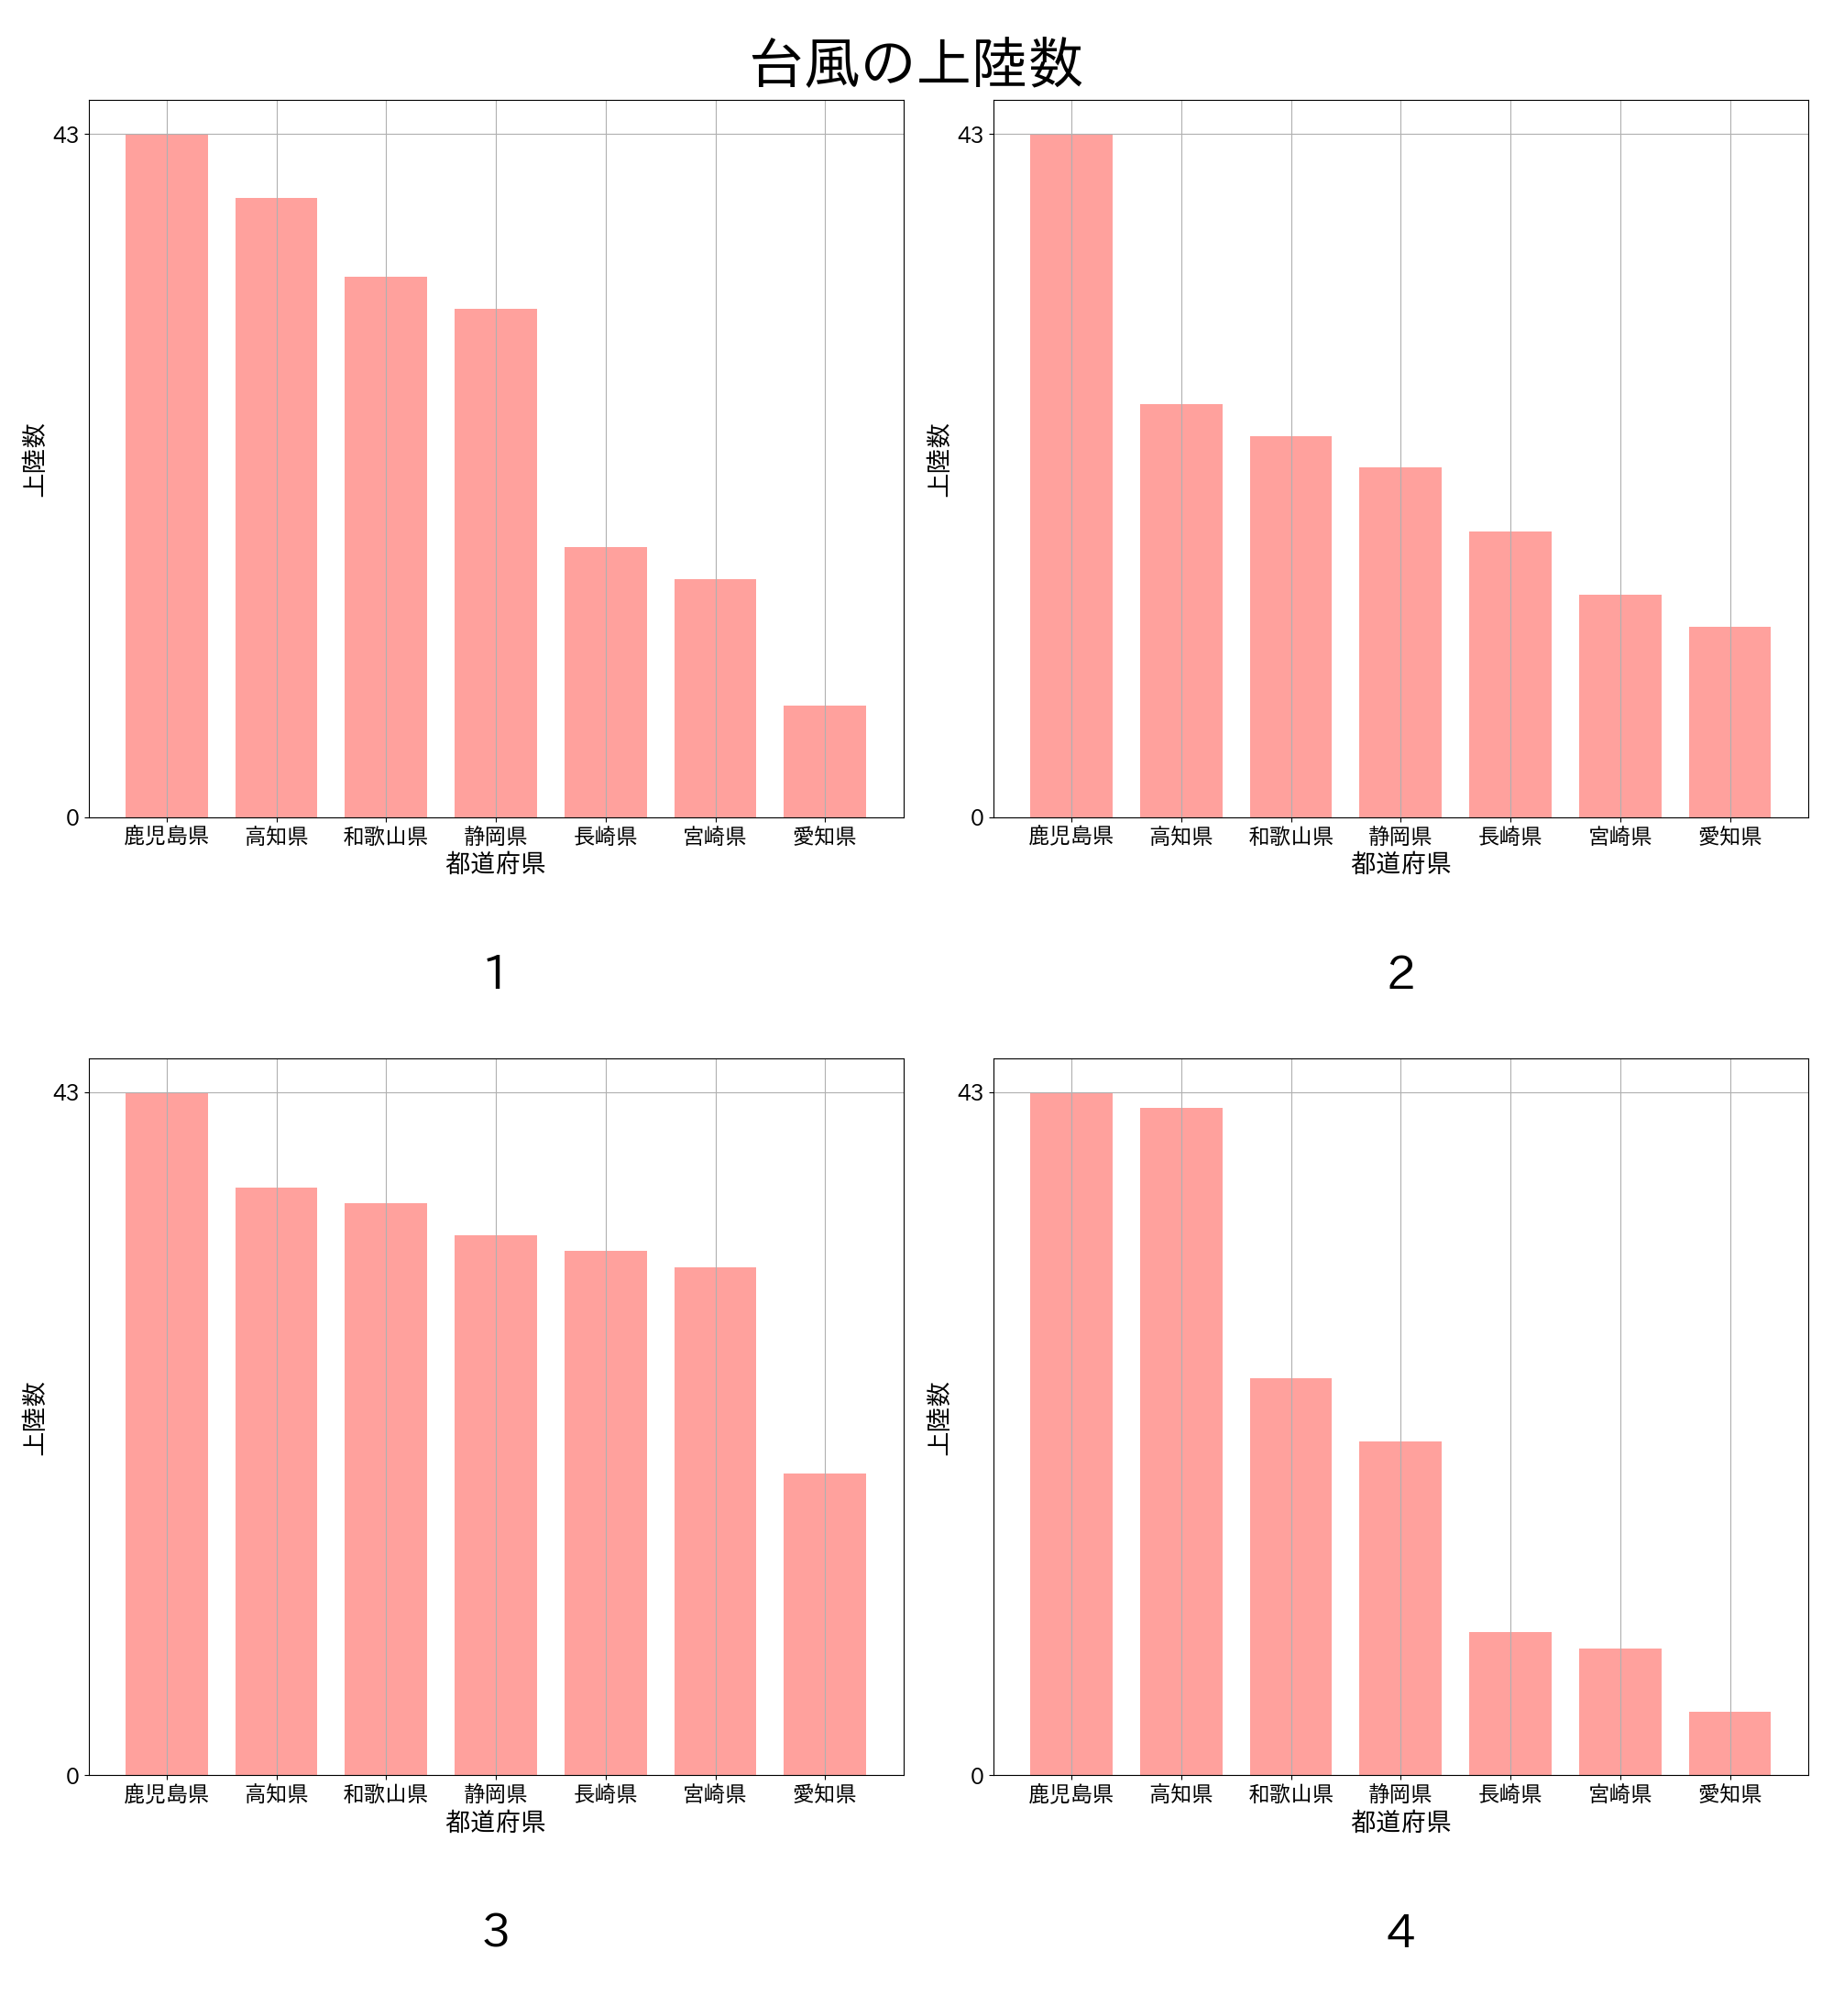 台風の上陸数
43
0
上陸数
鹿児島県 高知県 和歌山県 静岡県 長崎県 宮崎県 愛知県
都道府県
1
43
0
上陸数
鹿児島県 高知県 和歌山県 静岡県 長崎県 宮崎県 愛知県
都道府県
2
43
0
上陸数
鹿児島県 高知県 和歌山県 静岡県 長崎県 宮崎県 愛知県
都道府県
3
43
0
上陸数
鹿児島県 高知県 和歌山県 静岡県 長崎県 宮崎県 愛知県
都道府県
4